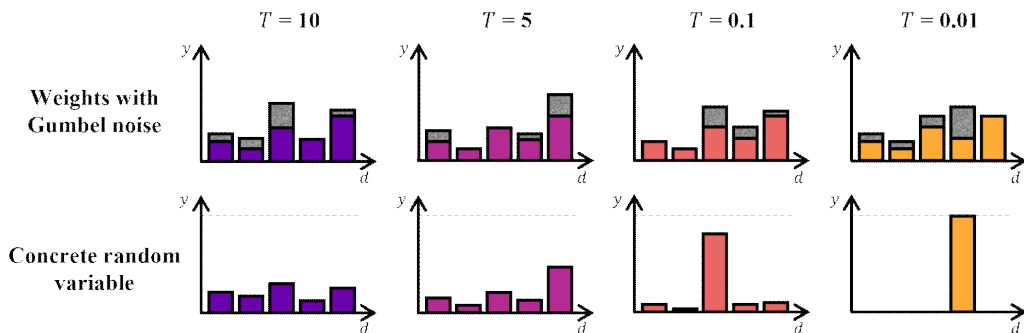 T = 10 T = 5 T = 0.1 T = 0.01
y y y y
Weights with
Gumbel noise
d d d d
y y y y
Concrete random
variable
d d d d